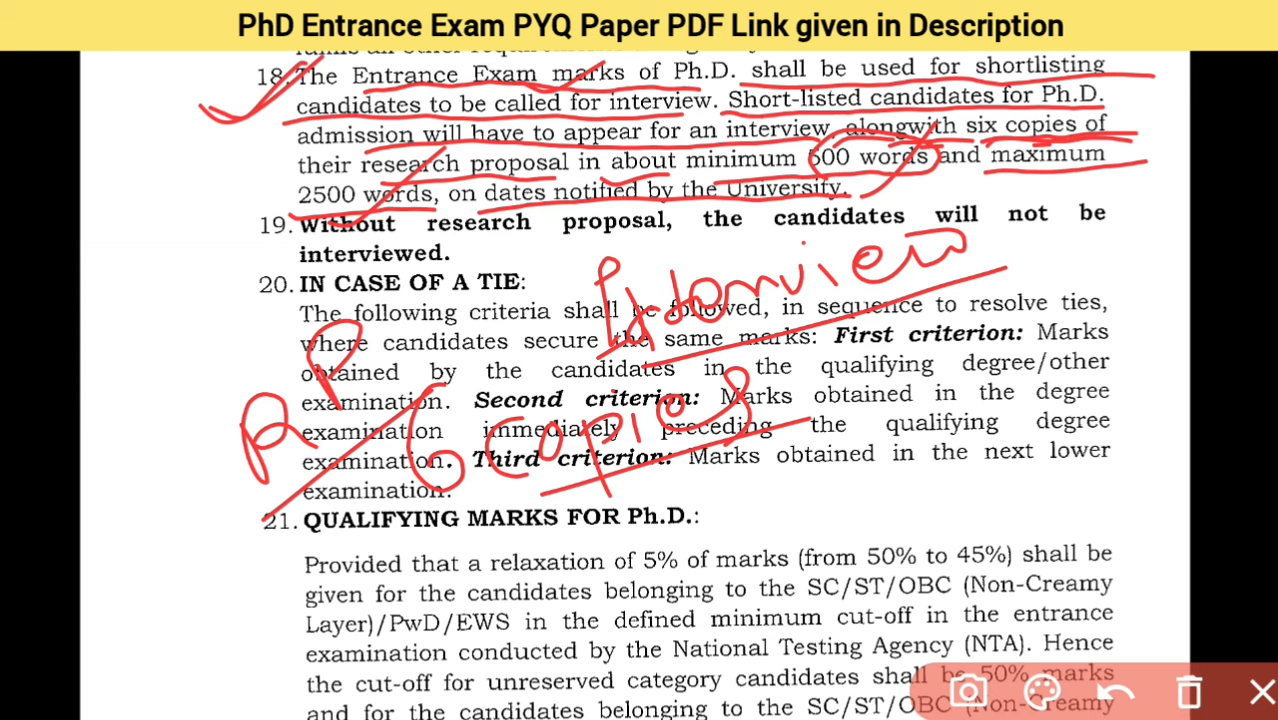 PhD Entrance Exam PYQ Paper PDF Link given in Description
18. The Entrance Exam marks of Ph.D. shall be used for shortlisting
candidates to be called for interview. Short-listed candidates for Ph.D.
admission will have to appear for an interview, alongwith six copies of
their research proposal in about minimum 500 words and maximum
2500 words, on dates notified by the University.
19. Without research proposal, the candidates will not be
interviewed.
20. IN CASE OF A TIE:
The following criteria shall be followed, in sequence to resolve ties,
where candidates secure the same marks: First criterion: Marks
obtained by the candidates in the qualifying degree/other
examination. Second criterion: Marks obtained in the degree
examination immediately preceding the qualifying degree
examination. Third criterion: Marks obtained in the next lower
examination.
Interview
RP
6 copies
21. QUALIFYING MARKS FOR Ph.D.:
Provided that a relaxation of 5% of marks (from 50% to 45%) shall be
given for the candidates belonging to the SC/ST/OBC (Non-Creamy
Layer)/PwD/EWS in the defined minimum cut-off in the entrance
examination conducted by the National Testing Agency (NTA). Hence
the cut-off for unreserved category candidates shall be 50% marks
and for the candidates belonging to the SC/ST/OBC (Non-Creamy